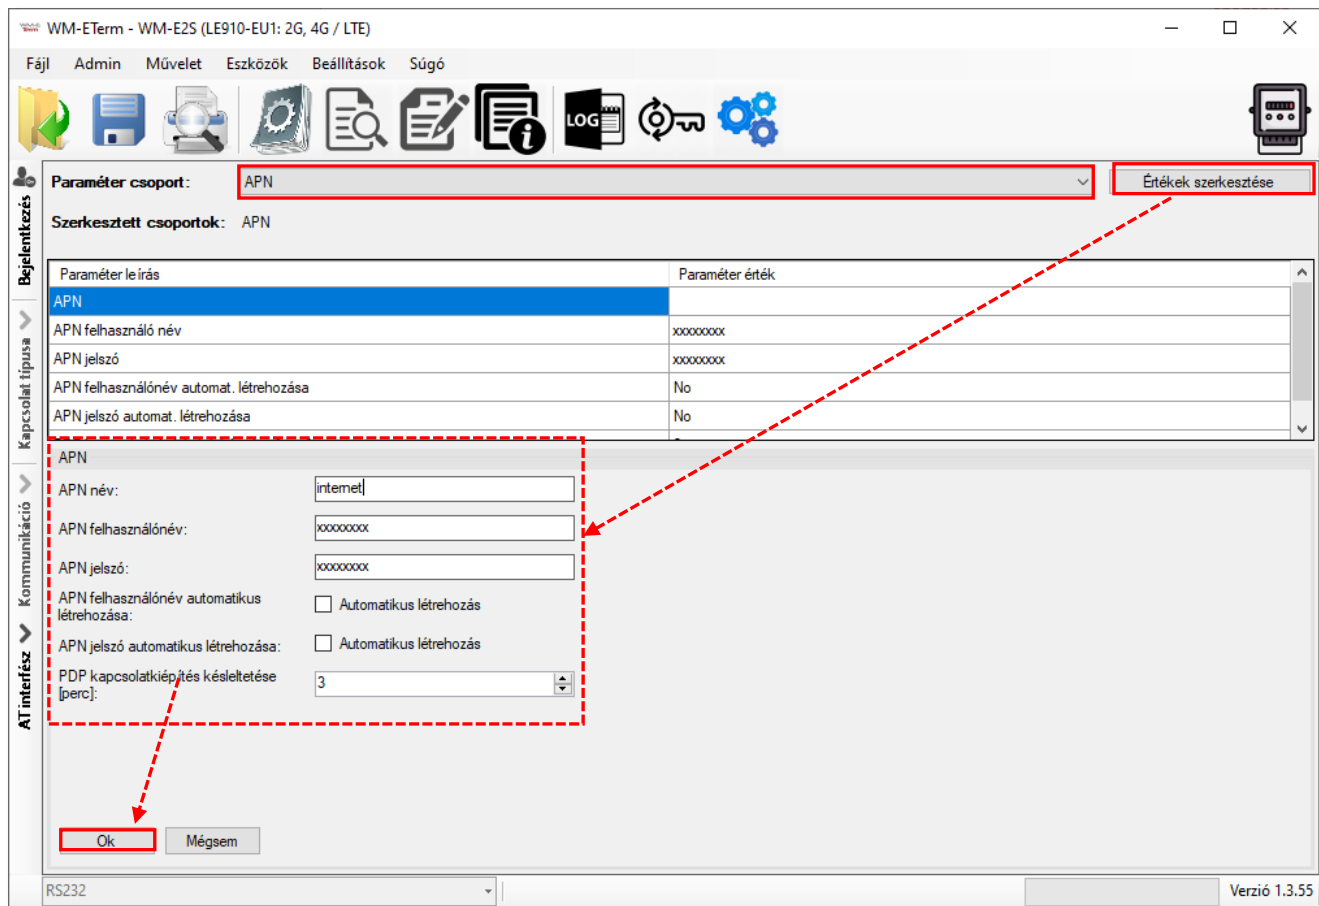 WM-ETerm - WM-E2S (LE910-EU1: 2G, 4G / LTE)
Fájl Admin Művelet Eszközök Beállítások Súgó
LOG
Paraméter csoport: APN Értékek szerkesztése
Szerkesztett csoportok: APN
Bejelentkezés
Kapcsolat típusa
Kommunikáció
AT interfész
Paraméter leírás Paraméter érték
APN
APN felhasználó név xxxxxxxx
APN jelszó xxxxxxxx
APN felhasználónév automat. létrehozása No
APN jelszó automat. létrehozása No
APN
APN név: internet
APN felhasználónév: xxxxxxxx
APN jelszó: xxxxxxxx
APN felhasználónév automatikus
létrehozása: Automatikus létrehozás
APN jelszó automatikus létrehozása: Automatikus létrehozás
PDP kapcsolatkiépítés késleltetése
[perc]: 3
Ok Mégsem
RS232 Verzió 1.3.55